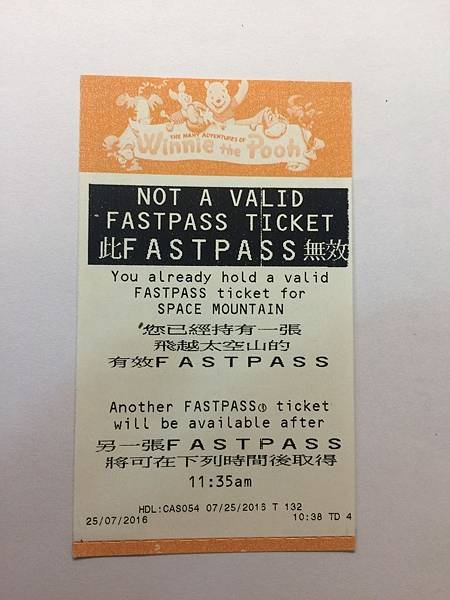 THE MANY ADVENTURES OF
Winnie the Pooh
NOT A VALID
FASTPASS TICKET
此FASTPASS無效
You already hold a valid
FASTPASS ticket for
SPACE MOUNTAIN
您已經持有一張
飛越太空山的
有效FASTPASS
Another FASTPASS® ticket
will be available after
另一張FASTPASS
將可在下列時間後取得
11:35am
HDL:CAS054 07/25/2016 T 132
25/07/2016 10:38 TD 4